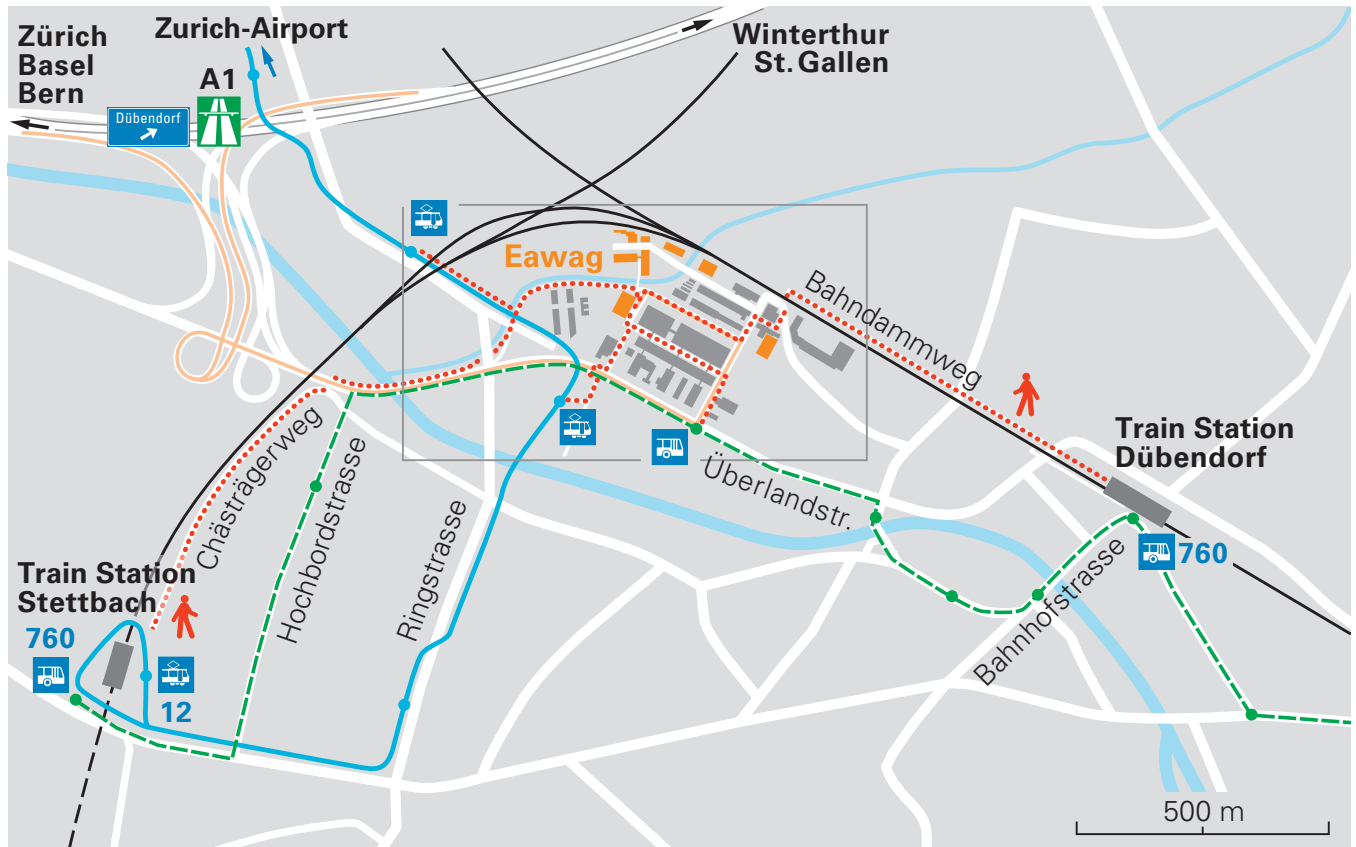 Zürich
Basel
Bern
Zurich-Airport
A1
Dübendorf
Winterthur
St. Gallen
Eawag
Bahndammweg
Train Station
Dübendorf
Chästrägerweg
Hochbordstrasse
Ringstrasse
Überlandstr.
Bahnhofstrasse
760
Train Station
Stettbach
760
12
500 m